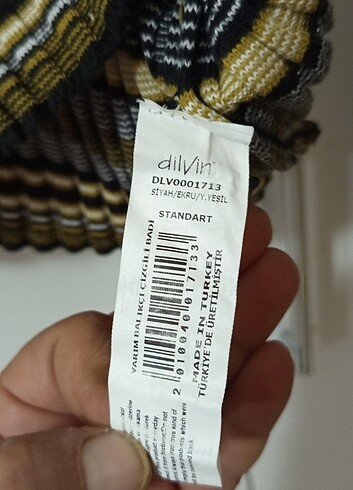 dilvin
DLV0001713
SİYAH/EKRU/Y.YEŞİL
STANDART
YARIM BALIKÇI ÇİZGİLİ BADİ
2010040017133
MADE IN TURKEY
TÜRKİYE'DE ÜRETİLMİŞTİR